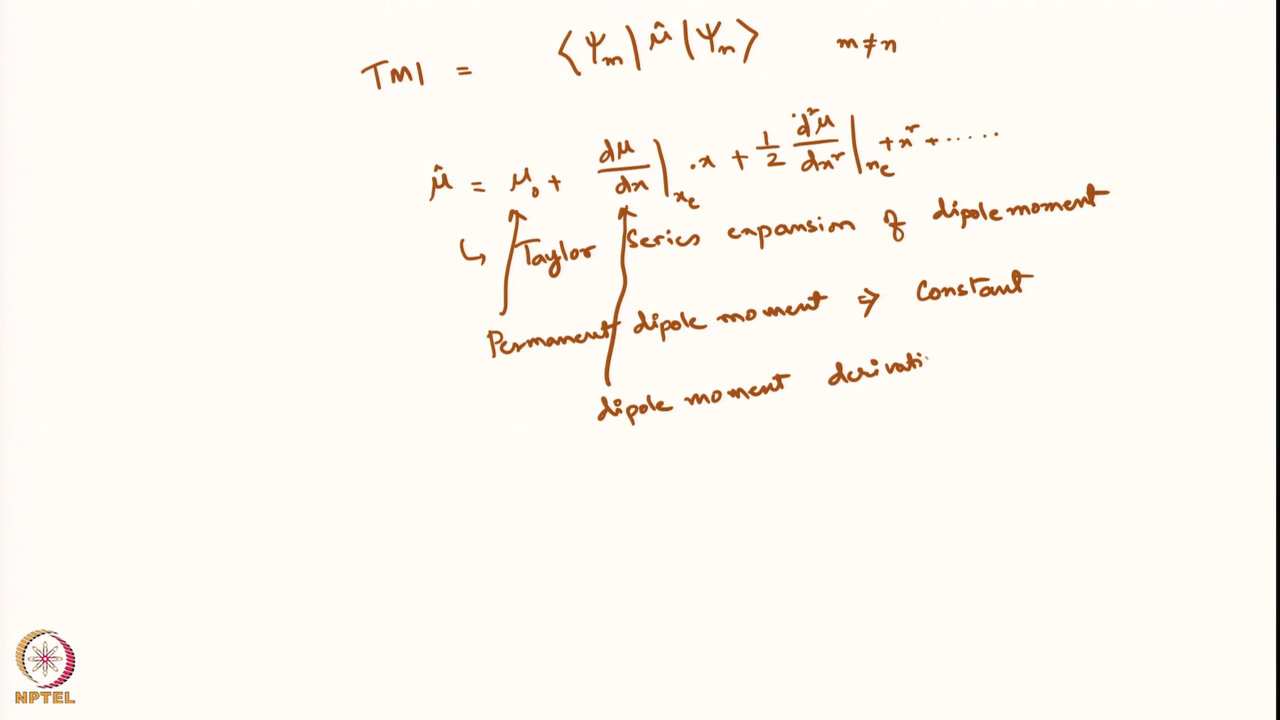 TMI = ⟨Ψm|μ̂|Ψn⟩ m≠n
μ̂ = μ₀ + dμ/dx|xe .x + 1/2 d²μ/dx²|xe + x² + .....
↳ Taylor Series expansion of dipole moment
Permanent dipole moment ⇒ Constant
dipole moment derivati
NPTEL